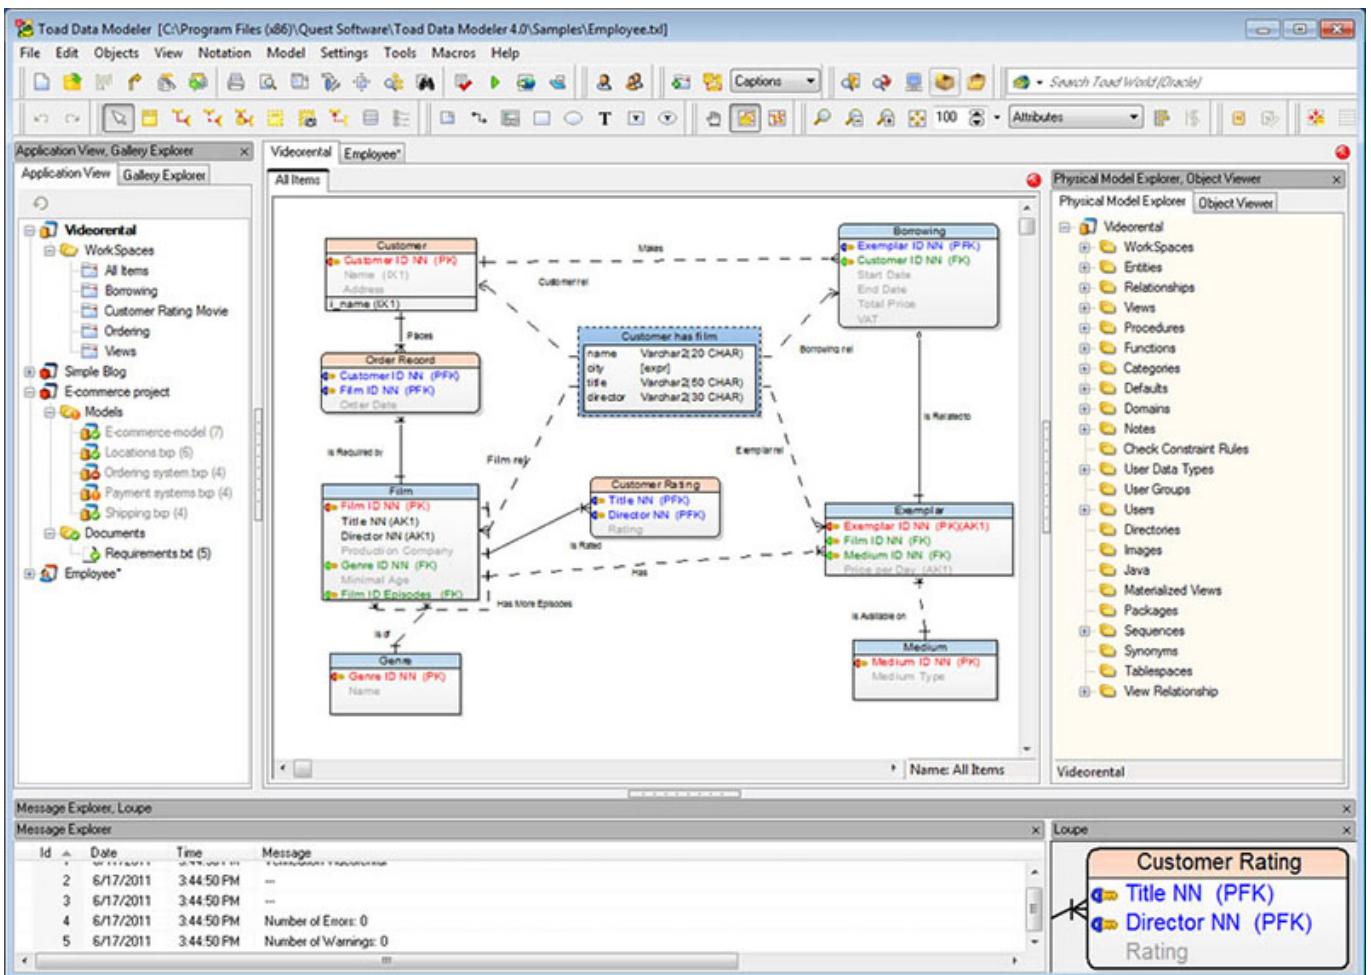 Toad Data Modeler [C:\Program Files (x86)\Quest Software\Toad Data Modeler 4.0\Samples\Employee.txl]
File Edit Objects View Notation Model Settings Tools Macros Help
Captions
Search Toad World (Oracle)
T
100
Attributes
Application View, Gallery Explorer
Application View Gallery Explorer
Videorental
WorkSpaces
All Items
Borrowing
Customer Rating Movie
Ordering
Views
Simple Blog
E-commerce project
Models
E-commerce-model (7)
Locations.txp (6)
Ordering system.txp (4)
Payment systems.txp (4)
Shipping.txp (4)
Documents
Requirements.txt (5)
Employee*
Videorental Employee*
All Items
Customer
Customer ID NN (PK)
Name (IX1)
Address
i_name (IX1)
Makes
Customer rel
Borrowing
Exemplar ID NN (PFK)
Customer ID NN (FK)
Start Date
End Date
Total Price
VAT
Places
Order Record
Customer ID NN (PFK)
Film ID NN (PFK)
Order Date
Customer has film
name Varchar2(20 CHAR)
city [expr]
title Varchar2(50 CHAR)
director Varchar2(30 CHAR)
Borrowing rel
Is Related to
Is Required by
Film rel
Exemplar rel
Film
Film ID NN (PK)
Title NN (AK1)
Director NN (AK1)
Production Company
Genre ID NN (FK)
Minimal Age
Film ID Episodes (FK)
Customer Rating
Title NN (PFK)
Director NN (PFK)
Rating
Is Rated
Has
Has More Episodes
Exemplar
Exemplar ID NN (PK)(AK1)
Film ID NN (FK)
Medium ID NN (FK)
Price per Day (AK1)
Is of
Is Available on
Genre
Genre ID NN (PK)
Name
Medium
Medium ID NN (PK)
Medium Type
Name: All Items
Physical Model Explorer, Object Viewer
Physical Model Explorer Object Viewer
Videorental
WorkSpaces
Entities
Relationships
Views
Procedures
Functions
Categories
Defaults
Domains
Notes
Check Constraint Rules
User Data Types
User Groups
Users
Directories
Images
Java
Materialized Views
Packages
Sequences
Synonyms
Tablespaces
View Relationship
Videorental
Message Explorer, Loupe
Message Explorer
Id Date Time Message
2 6/17/2011 3:44:50 PM ---
3 6/17/2011 3:44:50 PM ---
4 6/17/2011 3:44:50 PM Number of Errors: 0
5 6/17/2011 3:44:50 PM Number of Warnings: 0
Loupe
Customer Rating
Title NN (PFK)
Director NN (PFK)
Rating